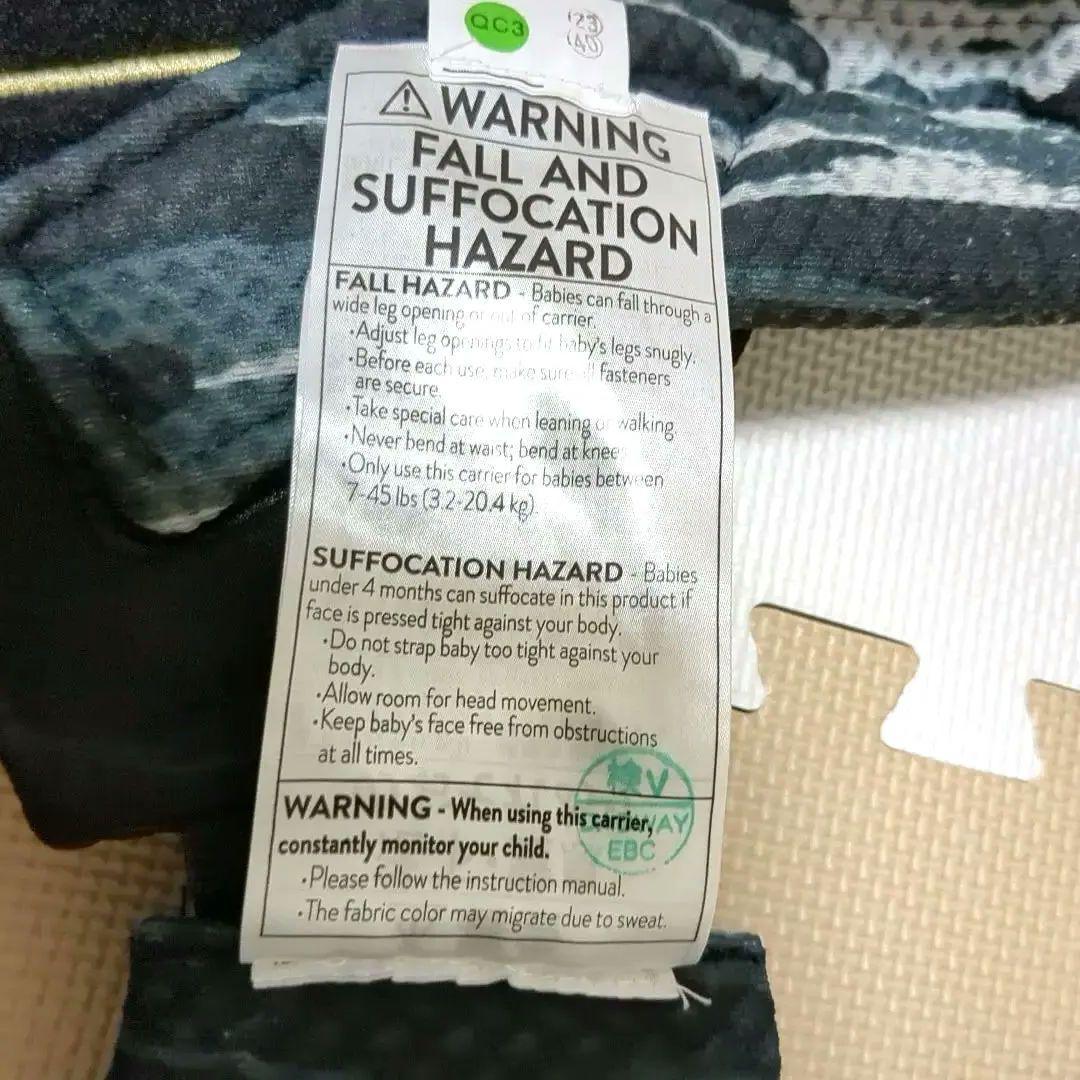 QC3
23
40
WARNING
FALL AND
SUFFOCATION
HAZARD
FALL HAZARD - Babies can fall through a
wide leg opening or out of carrier.
•Adjust leg openings to fit baby's legs snugly.
•Before each use, make sure all fasteners
are secure.
•Take special care when leaning or walking.
•Never bend at waist; bend at knee
•Only use this carrier for babies between
7-45 lbs (3.2-20.4 kg).
SUFFOCATION HAZARD - Babies
under 4 months can suffocate in this product if
face is pressed tight against your body.
•Do not strap baby too tight against your
body.
•Allow room for head movement.
•Keep baby's face free from obstructions
at all times.
V
WARNING - When using this carrier,
constantly monitor your child.
EBC
•Please follow the instruction manual.
•The fabric color may migrate due to sweat.